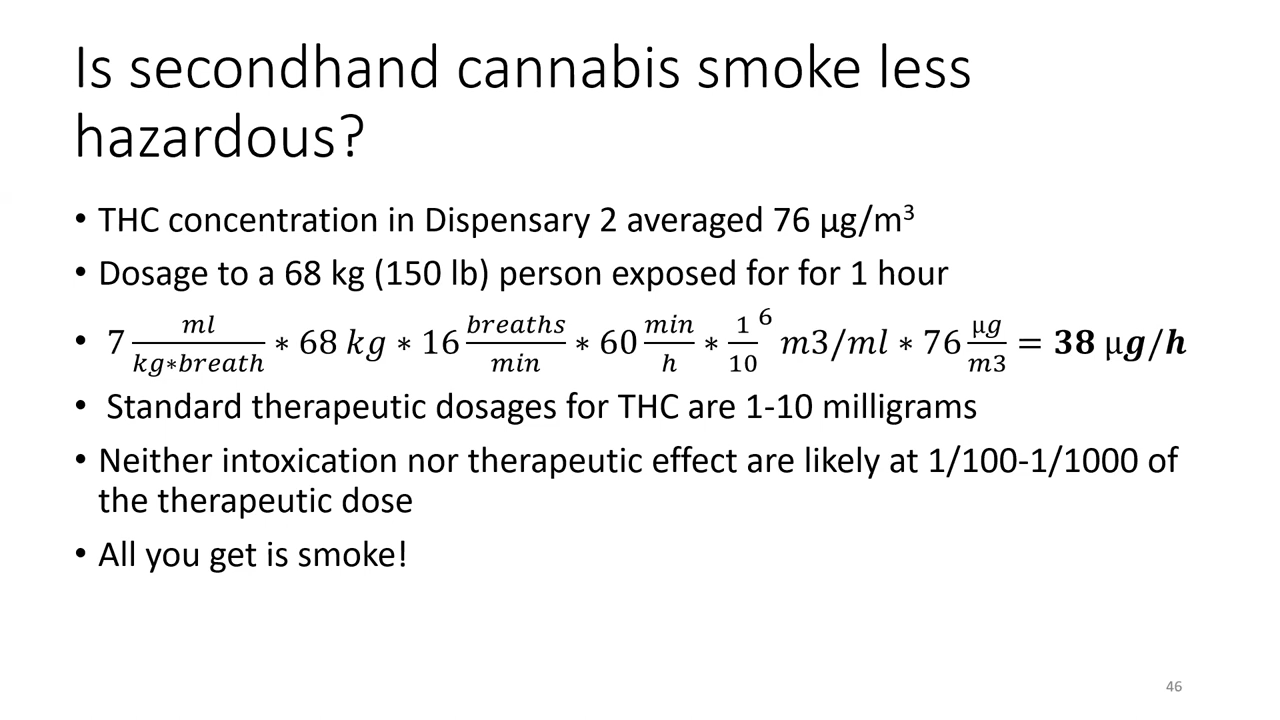 Is secondhand cannabis smoke less
hazardous?
• THC concentration in Dispensary 2 averaged 76 µg/m³
• Dosage to a 68 kg (150 lb) person exposed for for 1 hour
• 7 ml/(kg∗breath) ∗ 68 kg ∗ 16 breaths/min ∗ 60 min/h ∗ 1/10 ⁶ m3/ml ∗ 76 µg/m3 = 38 µg/h
• Standard therapeutic dosages for THC are 1-10 milligrams
• Neither intoxication nor therapeutic effect are likely at 1/100-1/1000 of
the therapeutic dose
• All you get is smoke!
46